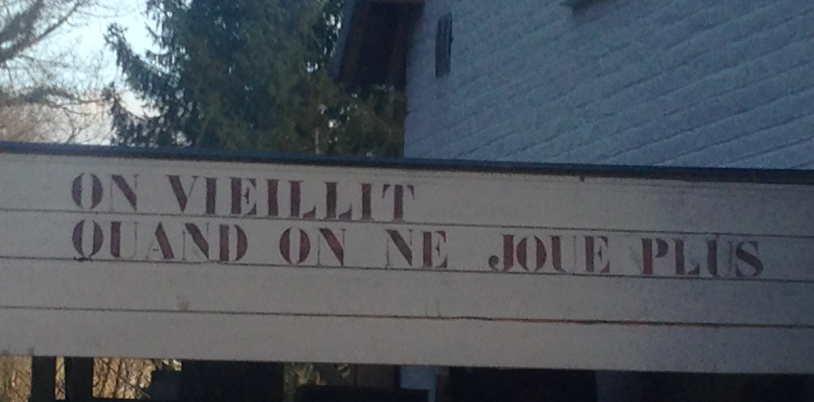 ON VIEILLIT
QUAND ON NE JOUE PLUS